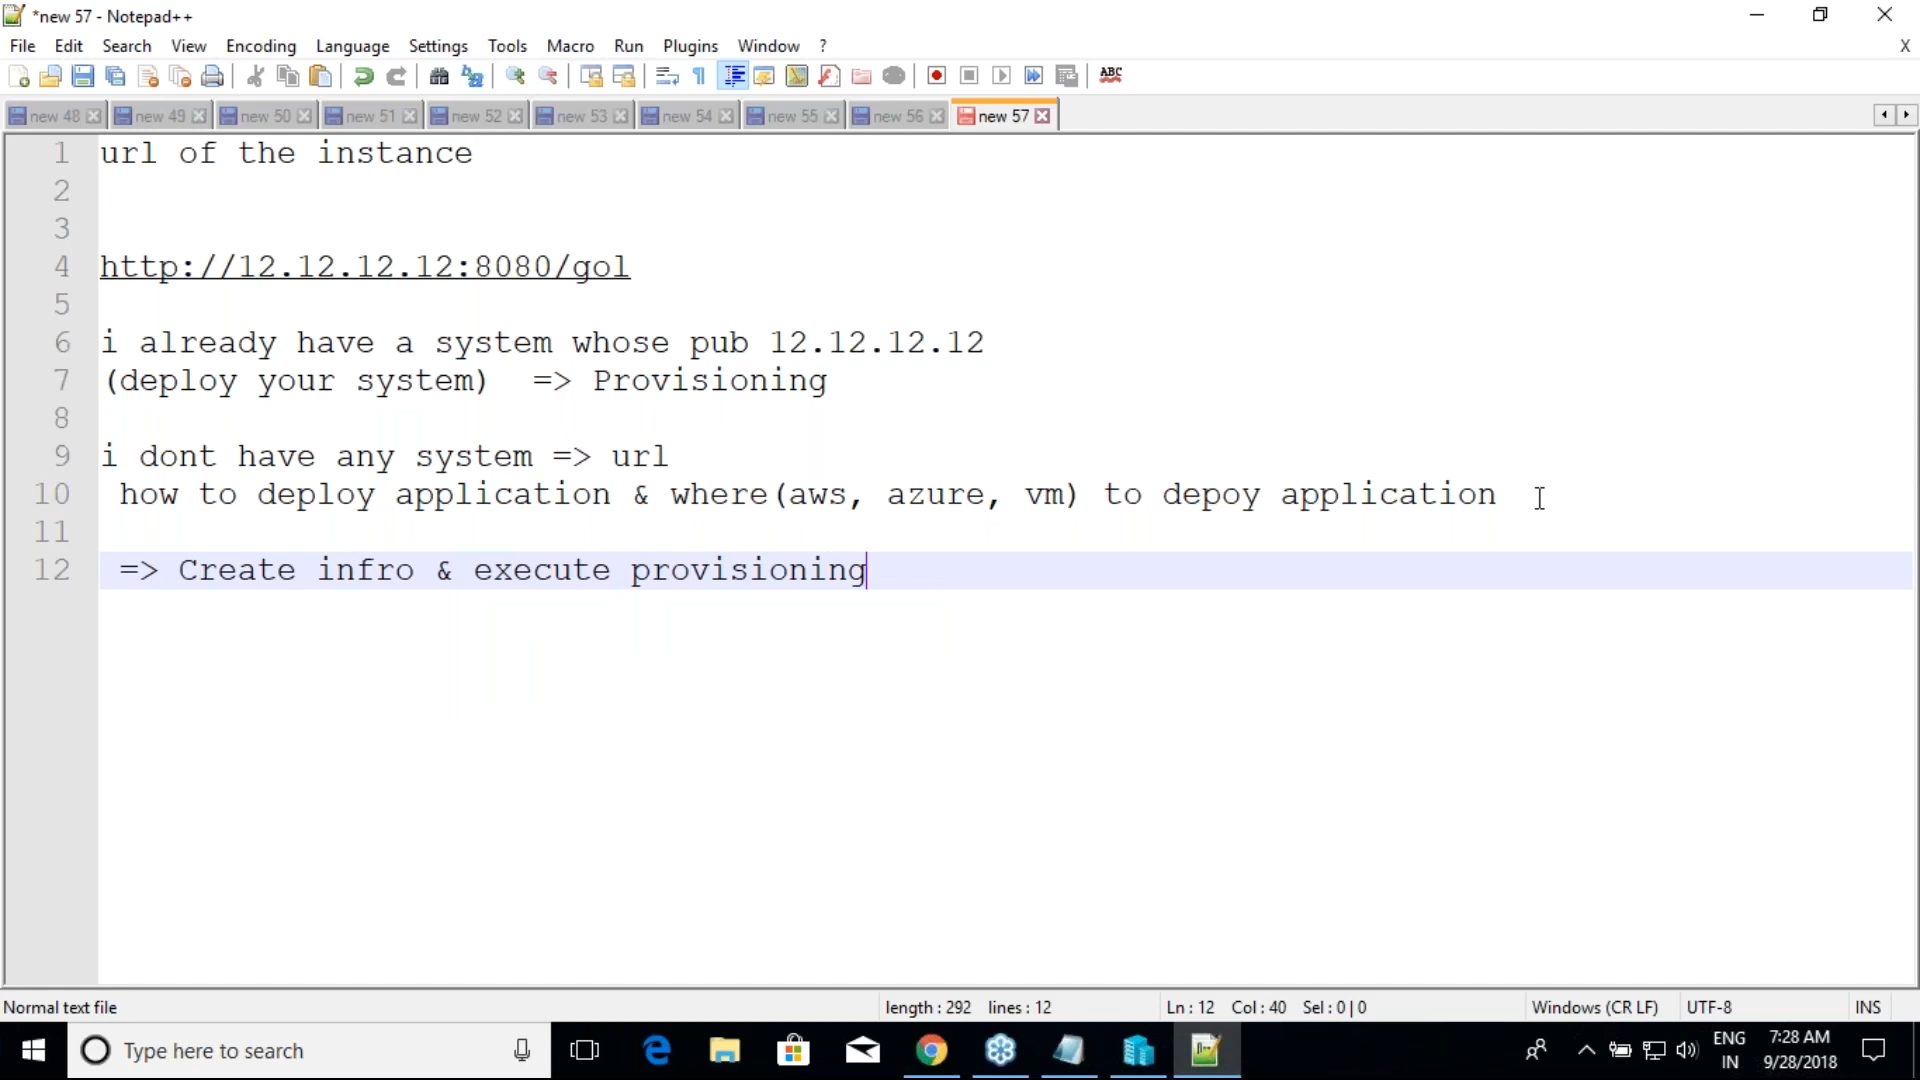 *new 57 - Notepad++
File Edit Search View Encoding Language Settings Tools Macro Run Plugins Window ? X
ABC
new 48 new 49 new 50 new 51 new 52 new 53 new 54 new 55 new 56 new 57
1 url of the instance
2
3
4 http://12.12.12.12:8080/gol
5
6 i already have a system whose pub 12.12.12.12
7 (deploy your system) => Provisioning
8
9 i dont have any system => url
10 how to deploy application & where(aws, azure, vm) to depoy application
11
12 => Create infro & execute provisioning
Normal text file length : 292 lines : 12 Ln : 12 Col : 40 Sel : 0 | 0 Windows (CR LF) UTF-8 INS
Type here to search ENG 7:28 AM
IN 9/28/2018